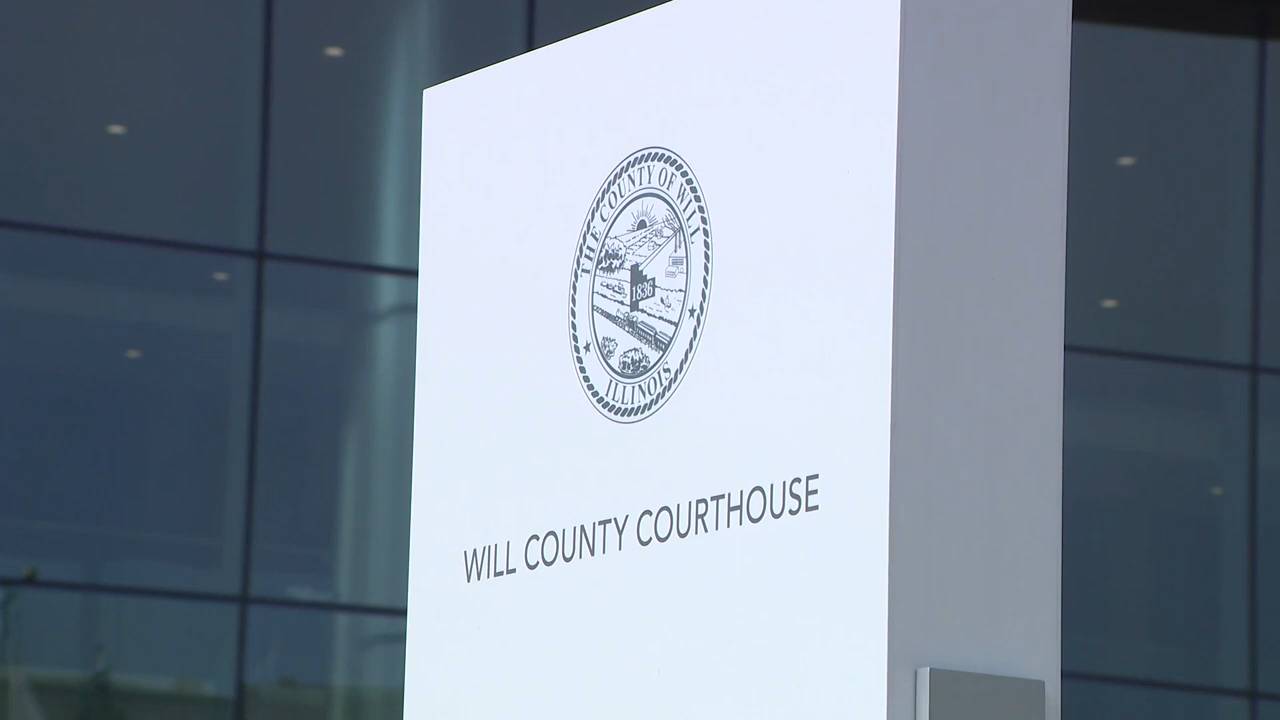 THE COUNTY OF WILL
1836
ILLINOIS
WILL COUNTY COURTHOUSE